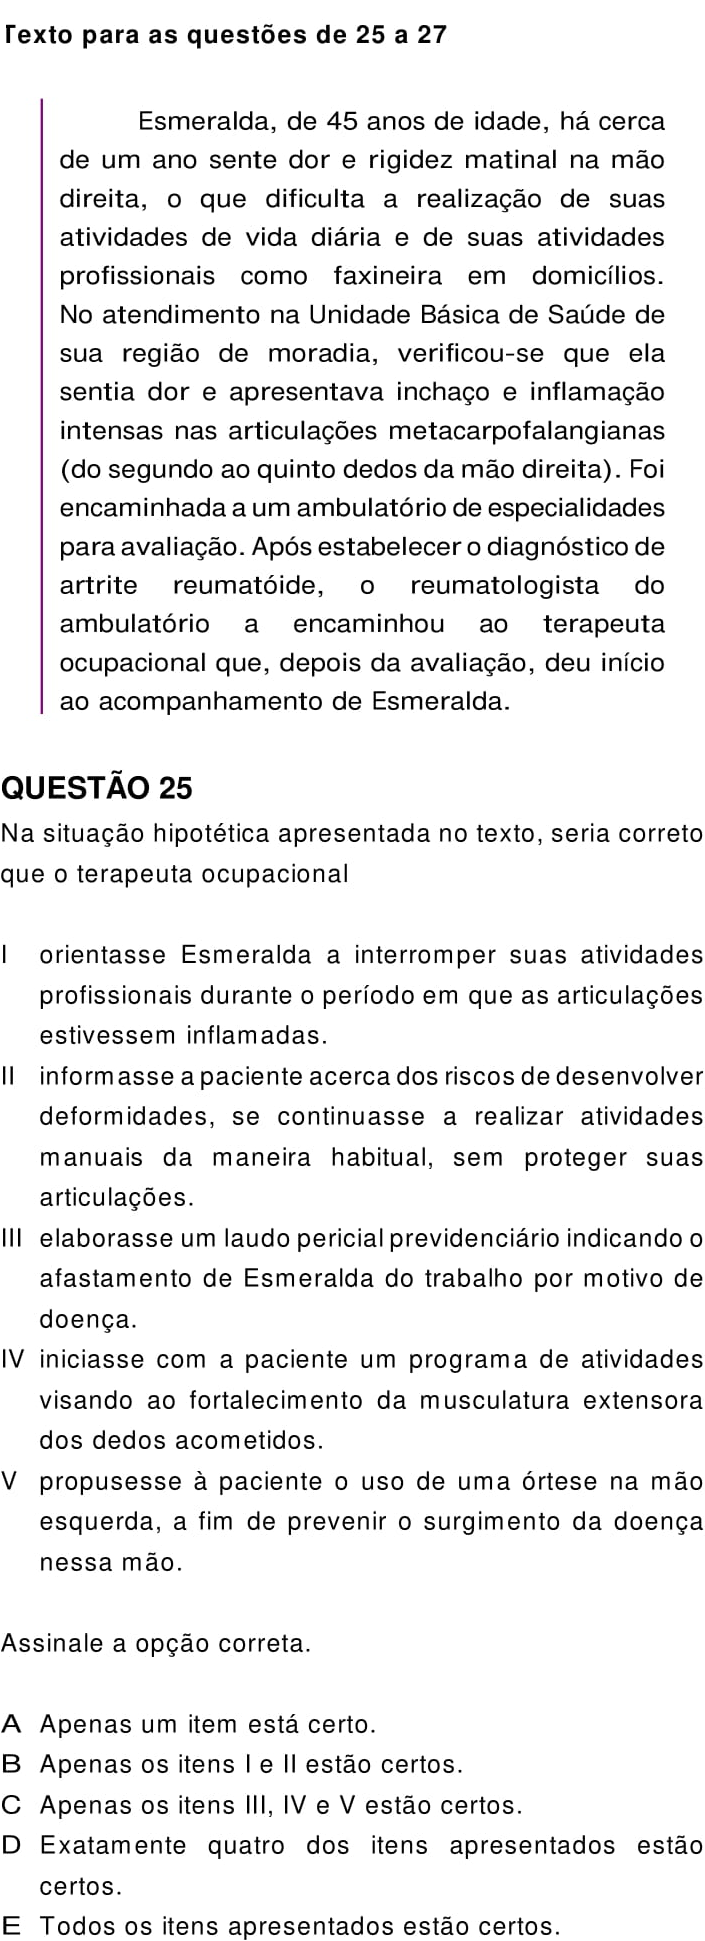 Texto para as questões de 25 a 27
Esmeralda, de 45 anos de idade, há cerca
de um ano sente dor e rigidez matinal na mão
direita, o que dificulta a realização de suas
atividades de vida diária e de suas atividades
profissionais como faxineira em domicílios.
No atendimento na Unidade Básica de Saúde de
sua região de moradia, verificou-se que ela
sentia dor e apresentava inchaço e inflamação
intensas nas articulações metacarpofalangianas
(do segundo ao quinto dedos da mão direita). Foi
encaminhada a um ambulatório de especialidades
para avaliação. Após estabelecer o diagnóstico de
artrite reumatóide, o reumatologista do
ambulatório a encaminhou ao terapeuta
ocupacional que, depois da avaliação, deu início
ao acompanhamento de Esmeralda.
QUESTÃO 25
Na situação hipotética apresentada no texto, seria correto
que o terapeuta ocupacional
I orientasse Esmeralda a interromper suas atividades
profissionais durante o período em que as articulações
estivessem inflamadas.
II informasse a paciente acerca dos riscos de desenvolver
deformidades, se continuasse a realizar atividades
manuais da maneira habitual, sem proteger suas
articulações.
III elaborasse um laudo pericial previdenciário indicando o
afastamento de Esmeralda do trabalho por motivo de
doença.
IV iniciasse com a paciente um programa de atividades
visando ao fortalecimento da musculatura extensora
dos dedos acometidos.
V propusesse à paciente o uso de uma órtese na mão
esquerda, a fim de prevenir o surgimento da doença
nessa mão.
Assinale a opção correta.
A Apenas um item está certo.
B Apenas os itens I e II estão certos.
C Apenas os itens III, IV e V estão certos.
D Exatamente quatro dos itens apresentados estão
certos.
E Todos os itens apresentados estão certos.